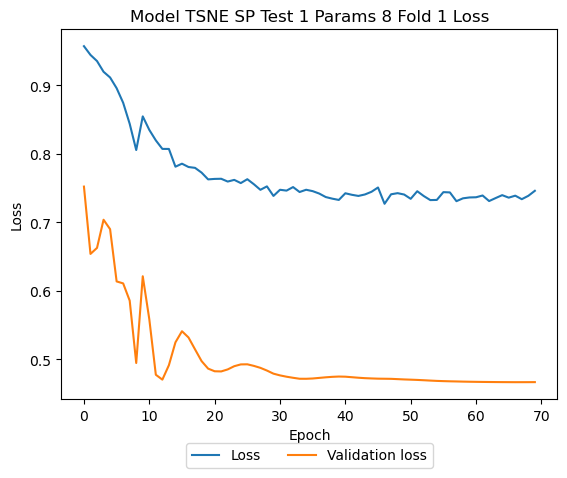 Model TSNE SP Test 1 Params 8 Fold 1 Loss
0.9
0.8
0.7
0.6
0.5
Loss
0 10 20 30 40 50 60 70
Epoch
Loss Validation loss